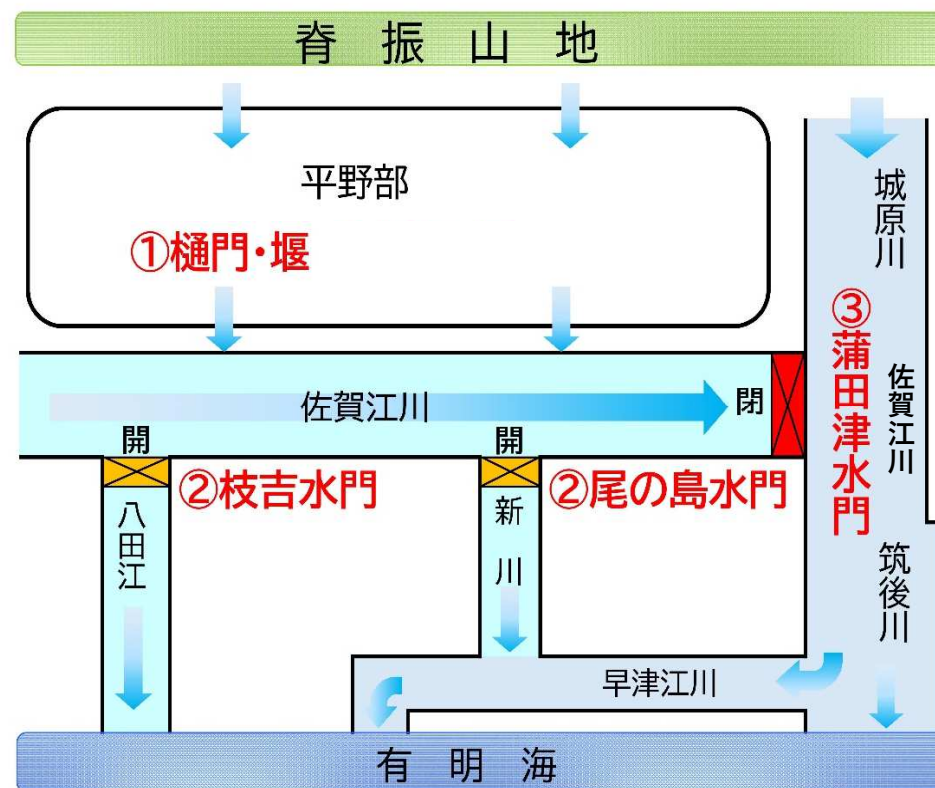 脊振山地
平野部
①樋門・堰
城原川
③蒲田津水門
佐賀江川
佐賀江川
閉
開
開
②枝吉水門
②尾の島水門
八田江
新川
筑後川
早津江川
有明海